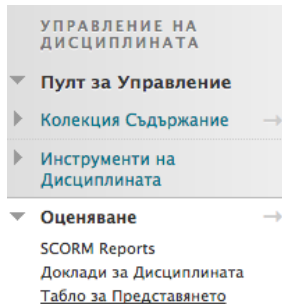 УПРАВЛЕНИЕ НА
ДИСЦИПЛИНАТА
Пулт за Управление
Колекция Съдържание
Инструменти на
Дисциплината
Оценяване
SCORM Reports
Доклади за Дисциплината
Табло за Представянето